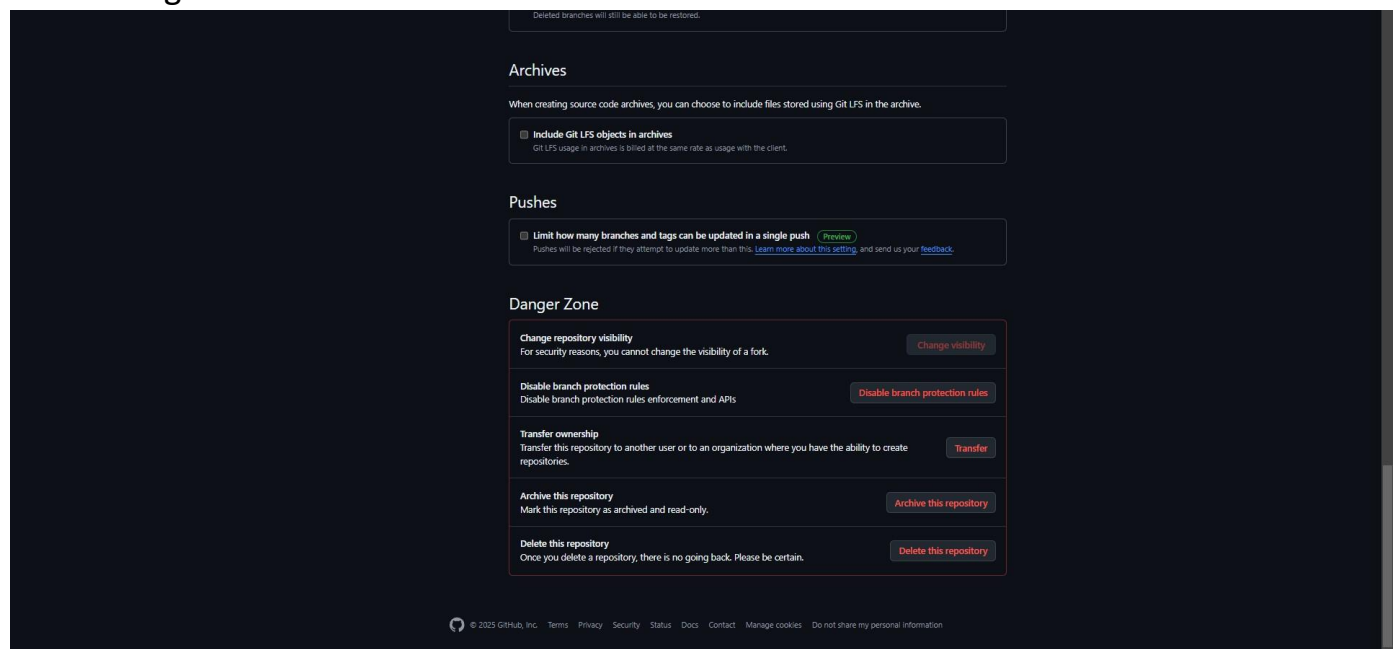 Deleted branches will still be able to be restored.
Archives
When creating source code archives, you can choose to include files stored using Git LFS in the archive.
Include Git LFS objects in archives
Git LFS usage in archives is billed at the same rate as usage with the client.
Pushes
Limit how many branches and tags can be updated in a single push Preview
Pushes will be rejected if they attempt to update more than this. Learn more about this setting, and send us your feedback.
Danger Zone
Change repository visibility
For security reasons, you cannot change the visibility of a fork.
Change visibility
Disable branch protection rules
Disable branch protection rules enforcement and APIs
Disable branch protection rules
Transfer ownership
Transfer this repository to another user or to an organization where you have the ability to create
repositories.
Transfer
Archive this repository
Mark this repository as archived and read-only.
Archive this repository
Delete this repository
Once you delete a repository, there is no going back. Please be certain.
Delete this repository
© 2025 GitHub, Inc. Terms Privacy Security Status Docs Contact Manage cookies Do not share my personal information